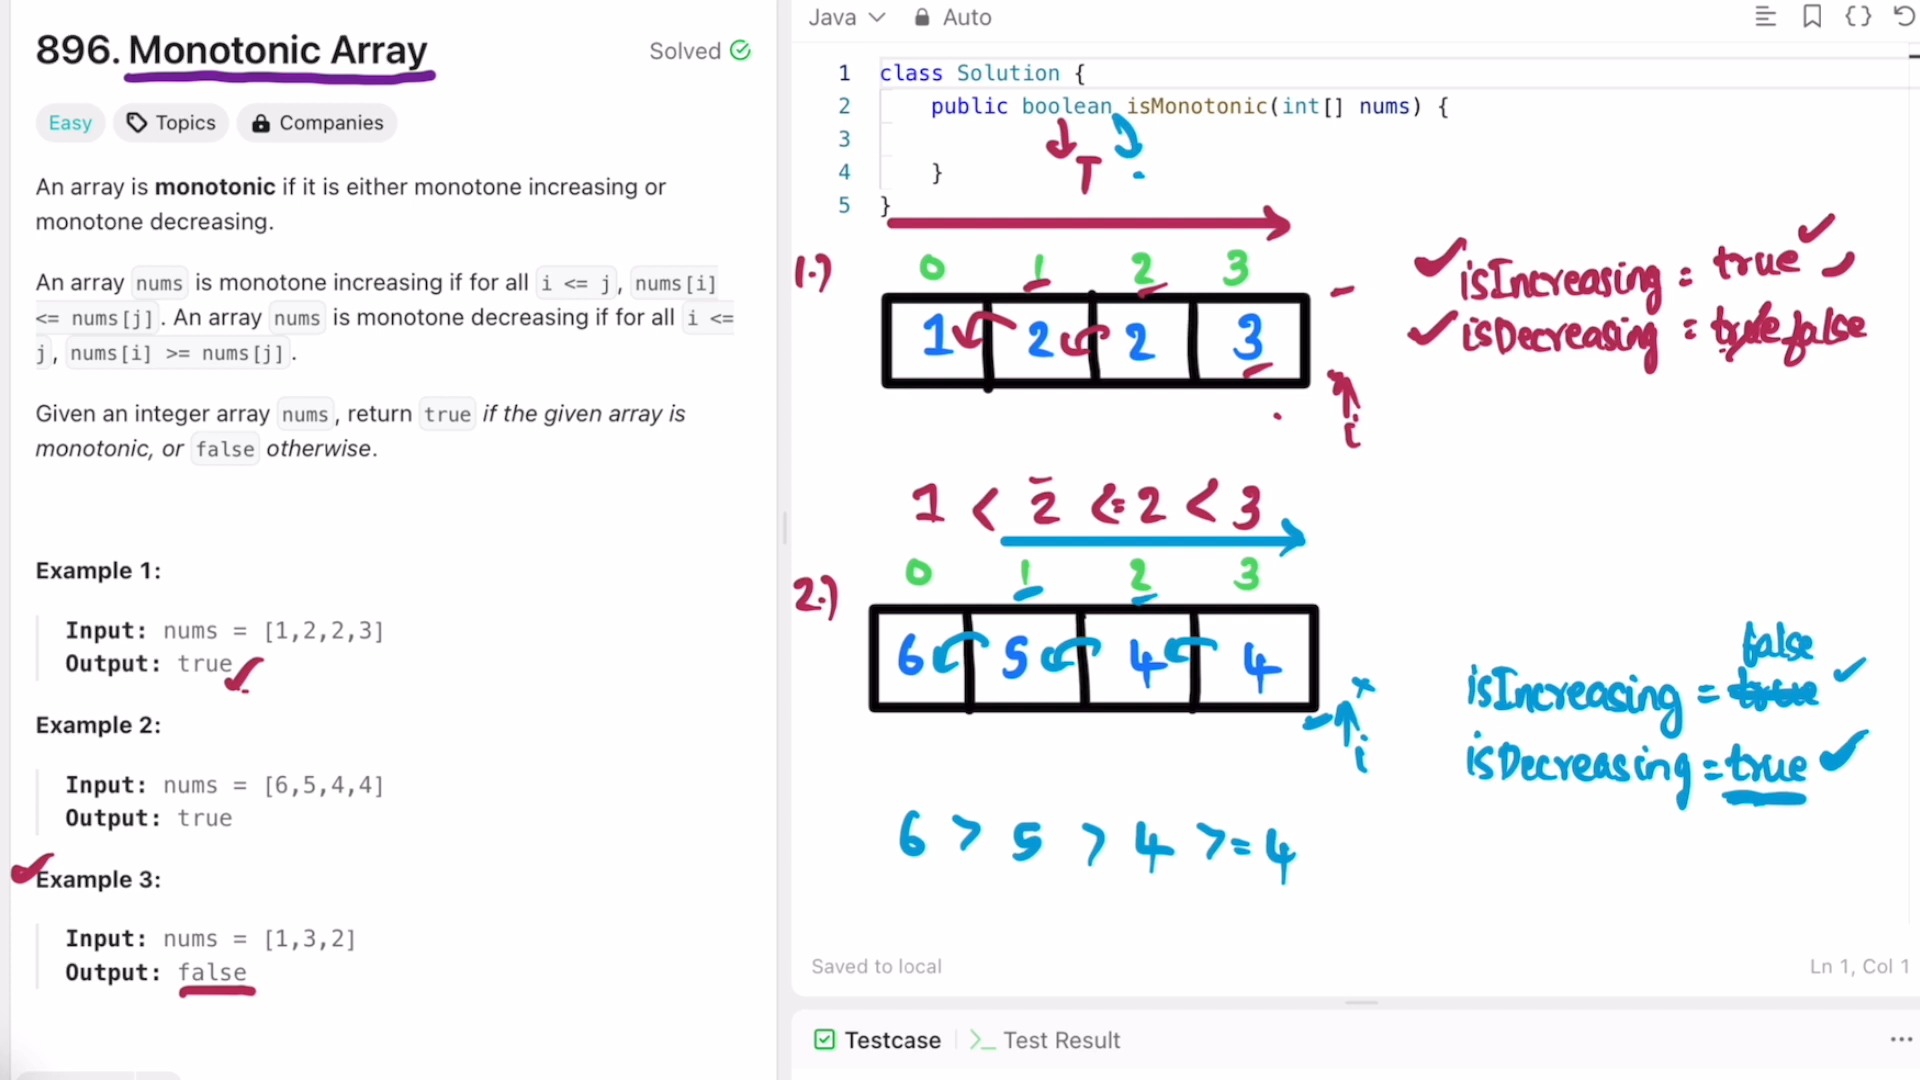 896. Monotonic Array
Solved
Easy
Topics
Companies
An array is monotonic if it is either monotone increasing or
monotone decreasing.
An array nums is monotone increasing if for all i <= j, nums[i]
<= nums[j]. An array nums is monotone decreasing if for all i <=
j, nums[i] >= nums[j].
Given an integer array nums, return true if the given array is
monotonic, or false otherwise.
Example 1:
Input: nums = [1,2,2,3]
Output: true
Example 2:
Input: nums = [6,5,4,4]
Output: true
Example 3:
Input: nums = [1,3,2]
Output: false
Java
Auto
1 class Solution {
2 public boolean isMonotonic(int[] nums) {
3
4 }
5 }
T
1.)
0 1 2 3
1 2 2 3
i
isIncreasing = true
isDecreasing = true false
1 < 2 <= 2 < 3
2.)
0 1 2 3
6 5 4 4
i
false
isIncreasing = true
isDecreasing = true
6 > 5 > 4 >= 4
Saved to local
Ln 1, Col 1
Testcase
Test Result